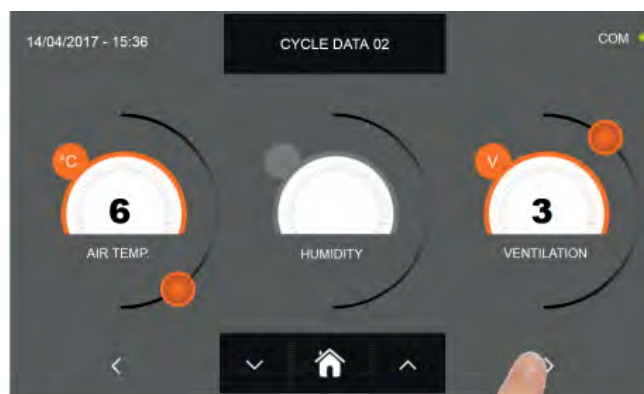 14/04/2017 - 15:36
CYCLE DATA 02
COM
°C
V
6
3
AIR TEMP.
HUMIDITY
VENTILATION